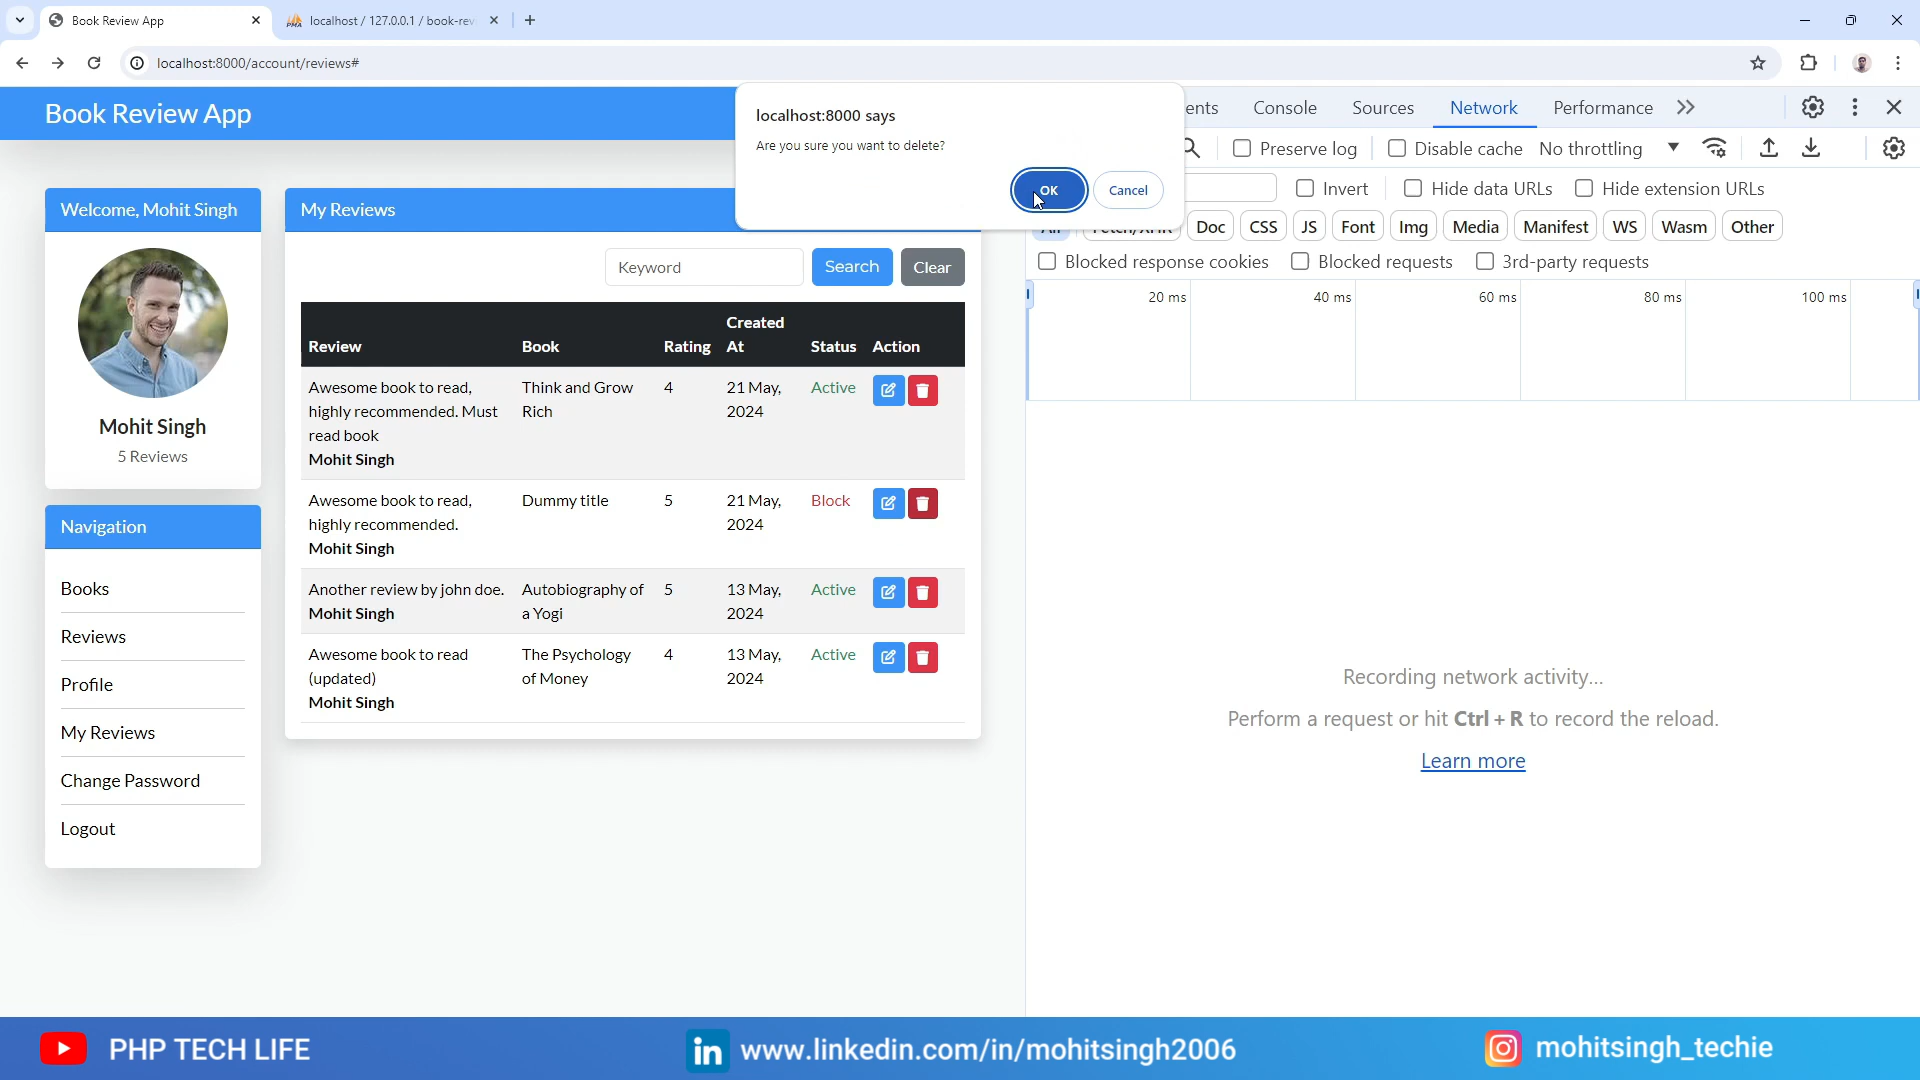 Book Review App
localhost / 127.0.0.1 / book-rev
localhost:8000/account/reviews#
Book Review App
localhost:8000 says
Are you sure you want to delete?
OK
Cancel
ents
Console
Sources
Network
Performance
Preserve log
Disable cache
No throttling
Invert
Hide data URLs
Hide extension URLs
Doc
CSS
JS
Font
Img
Media
Manifest
WS
Wasm
Other
Blocked response cookies
Blocked requests
3rd-party requests
20 ms
40 ms
60 ms
80 ms
100 ms
Recording network activity...
Perform a request or hit Ctrl + R to record the reload.
Learn more
Welcome, Mohit Singh
Mohit Singh
5 Reviews
Navigation
Books
Reviews
Profile
My Reviews
Change Password
Logout
My Reviews
Keyword
Search
Clear
Review
Book
Rating
Created
At
Status
Action
Awesome book to read,
highly recommended. Must
read book
Mohit Singh
Think and Grow
Rich
4
21 May,
2024
Active
Awesome book to read,
highly recommended.
Mohit Singh
Dummy title
5
21 May,
2024
Block
Another review by john doe.
Mohit Singh
Autobiography of
a Yogi
5
13 May,
2024
Active
Awesome book to read
(updated)
Mohit Singh
The Psychology
of Money
4
13 May,
2024
Active
PHP TECH LIFE
in
www.linkedin.com/in/mohitsingh2006
mohitsingh_techie